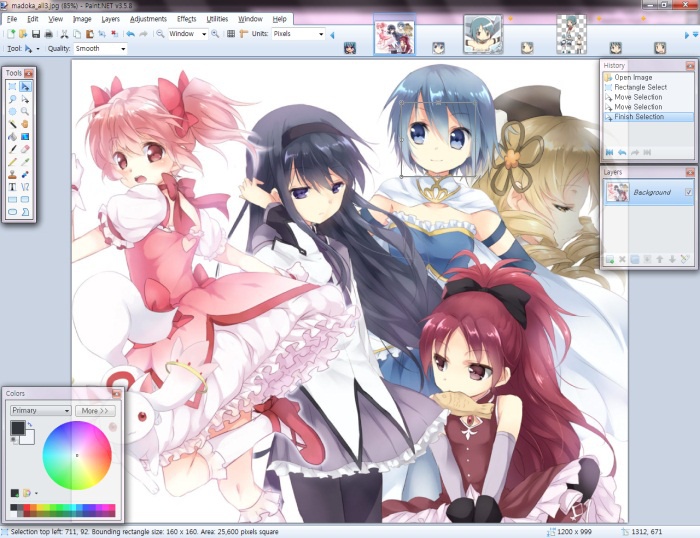 madoka_all3.jpg (85%) - Paint.NET v3.5.8
File Edit View Image Layers Adjustments Effects Utilities Window Help
Window Units: Pixels
Tool: Quality: Smooth
Tools
History
Open Image
Rectangle Select
Move Selection
Move Selection
Finish Selection
Layers
Background
Colors
Primary More >>
Selection top left: 711, 92. Bounding rectangle size: 160 x 160. Area: 25,600 pixels square 1200 x 999 1312, 671